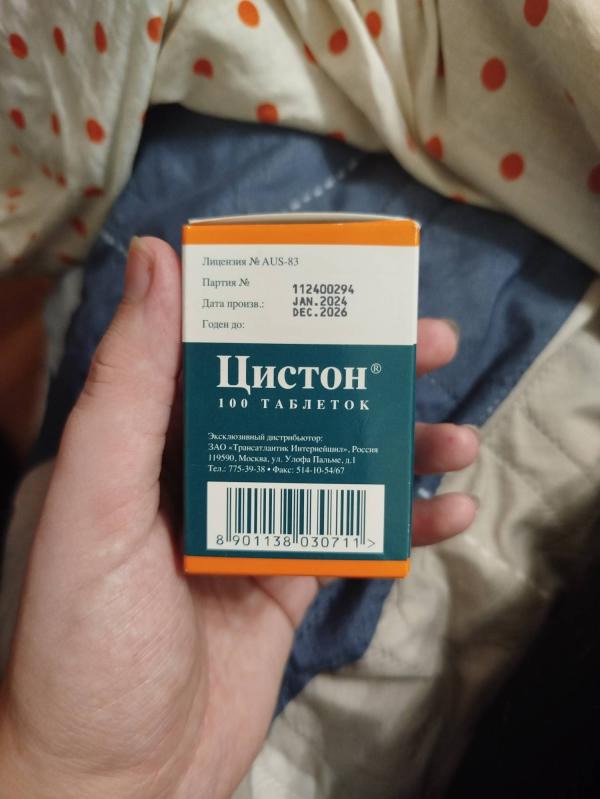 Лицензия № AUS-83
Партия № 112400294
Дата произв.: JAN.2024
Годен до: DEC.2026
Цистон®
100 ТАБЛЕТОК
Эксклюзивный дистрибьютор:
ЗАО «Трансатлантик Интернейшнл», Россия
119590, Москва, ул. Улофа Пальме, д.1
Тел.: 775-39-38 • Факс: 514-10-54/67
8 901138 030711 >